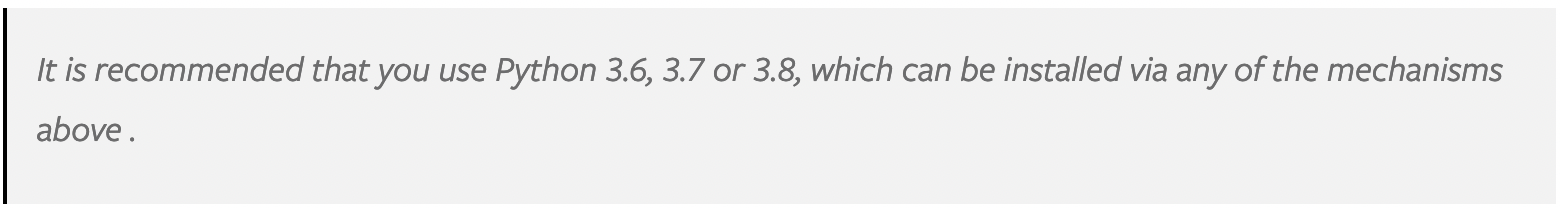 It is recommended that you use Python 3.6, 3.7 or 3.8, which can be installed via any of the mechanisms
above .